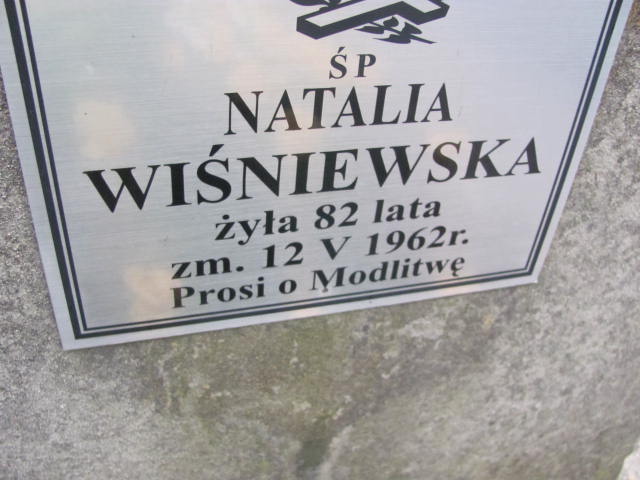 ŚP
NATALIA
WIŚNIEWSKA
żyła 82 lata
zm. 12 V 1962r.
Prosi o Modlitwę